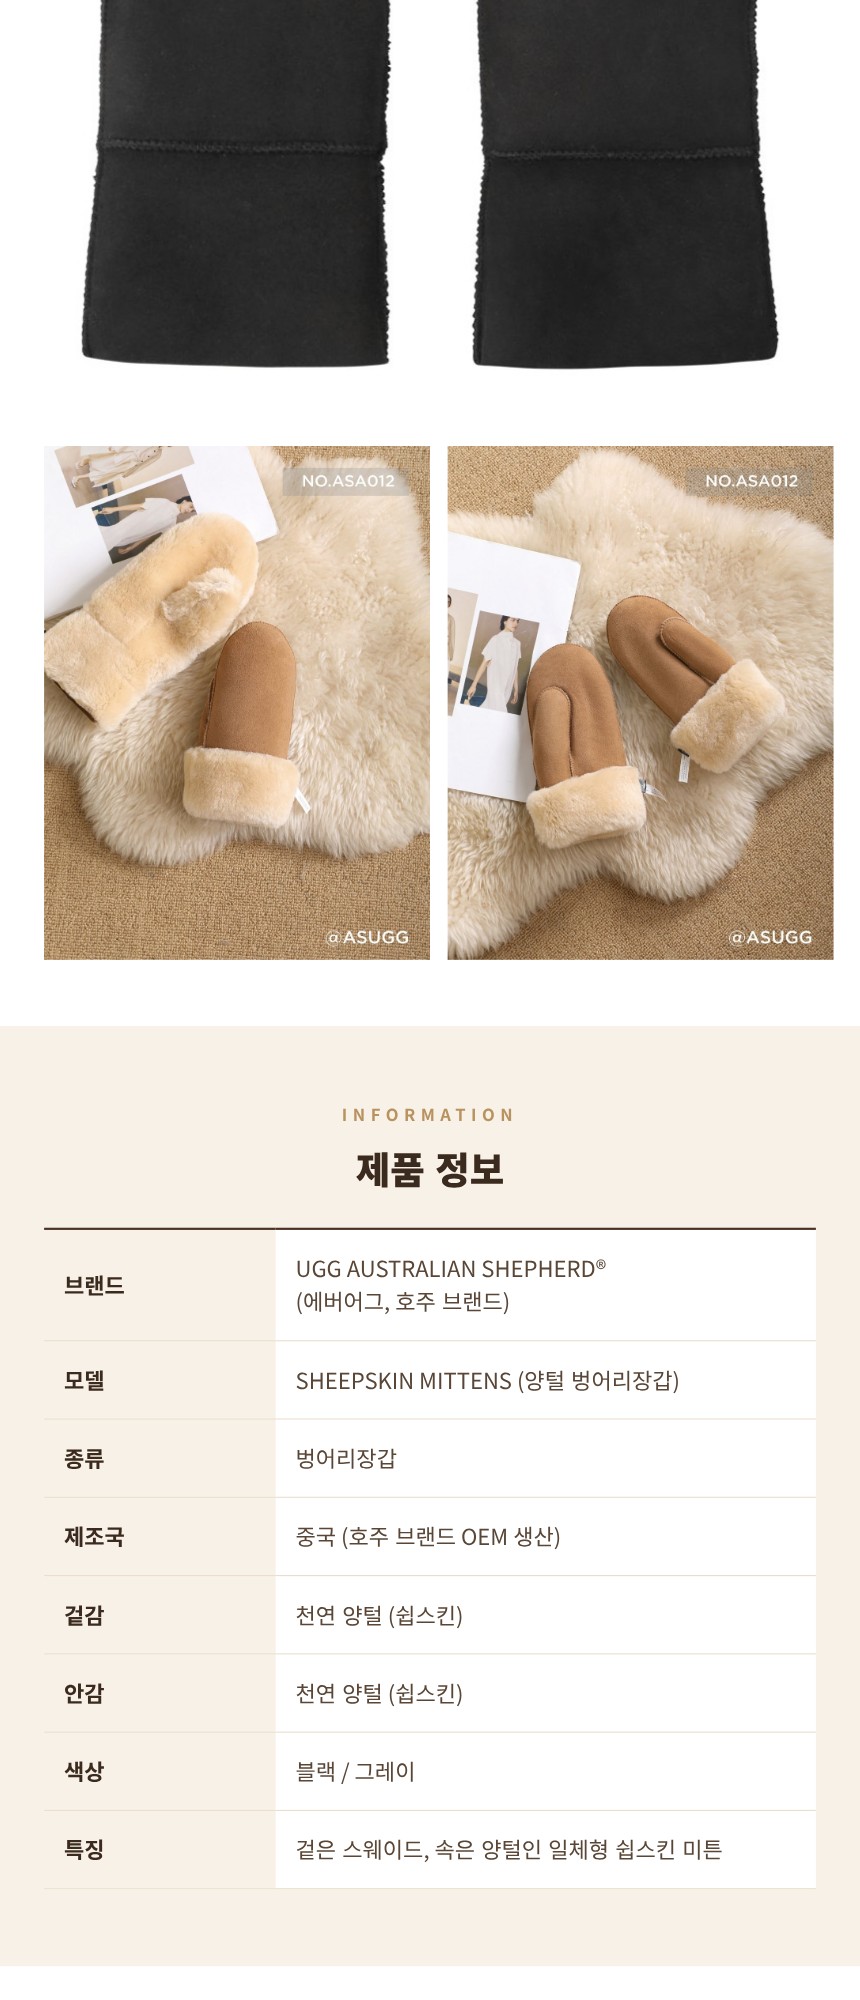 NO.ASA012
NO.ASA012
@ASUGG
@ASUGG
INFORMATION
제품 정보
브랜드
UGG AUSTRALIAN SHEPHERD®
(에버어그, 호주 브랜드)
모델
SHEEPSKIN MITTENS (양털 벙어리장갑)
종류
벙어리장갑
제조국
중국 (호주 브랜드 OEM 생산)
겉감
천연 양털 (쉽스킨)
안감
천연 양털 (쉽스킨)
색상
블랙 / 그레이
특징
겉은 스웨이드, 속은 양털인 일체형 쉽스킨 미튼